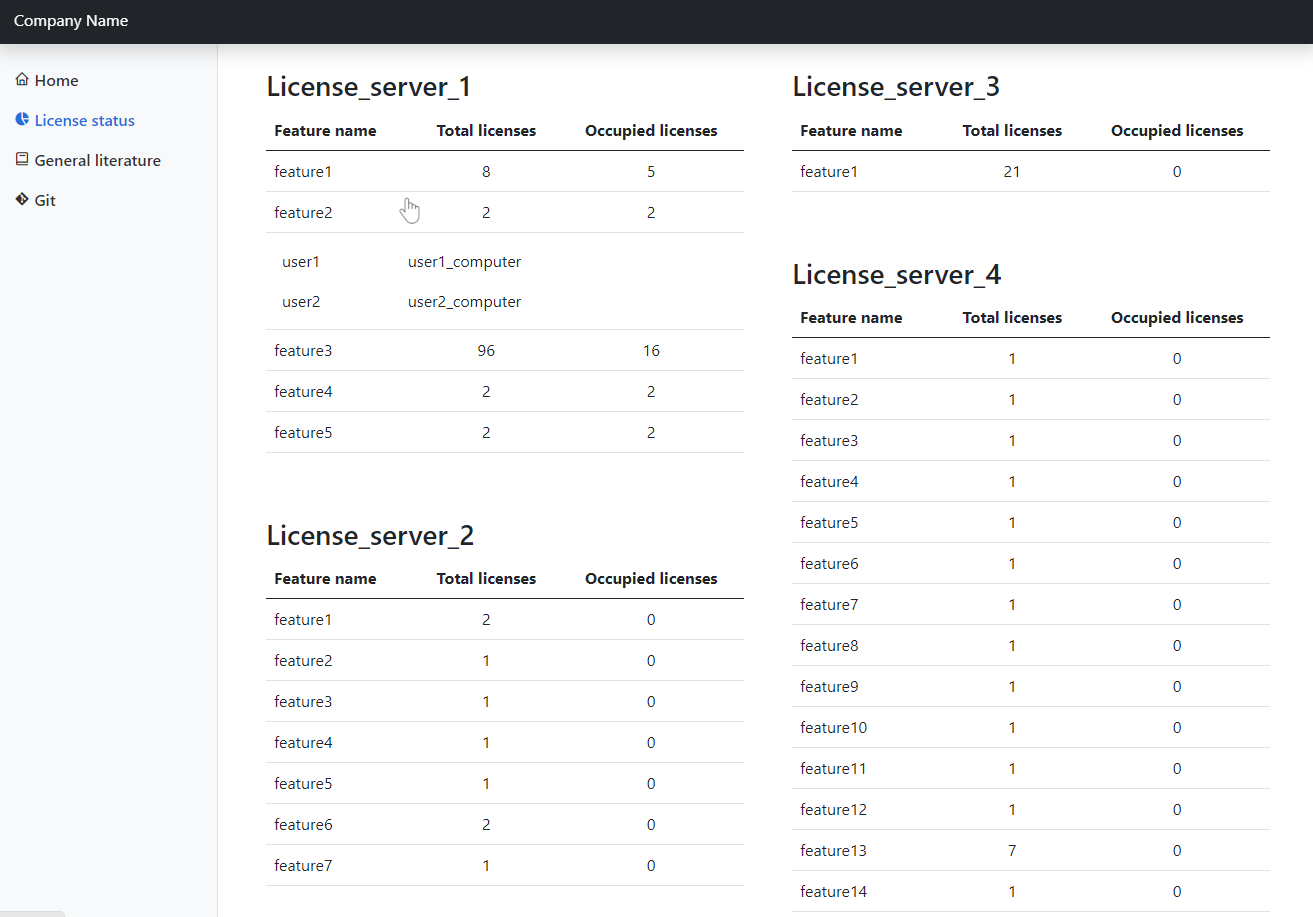 Company Name
Home
License status
General literature
Git
License_server_1
Feature name Total licenses Occupied licenses
feature1 8 5
feature2 2 2
user1 user1_computer
user2 user2_computer
feature3 96 16
feature4 2 2
feature5 2 2
License_server_2
Feature name Total licenses Occupied licenses
feature1 2 0
feature2 1 0
feature3 1 0
feature4 1 0
feature5 1 0
feature6 2 0
feature7 1 0
License_server_3
Feature name Total licenses Occupied licenses
feature1 21 0
License_server_4
Feature name Total licenses Occupied licenses
feature1 1 0
feature2 1 0
feature3 1 0
feature4 1 0
feature5 1 0
feature6 1 0
feature7 1 0
feature8 1 0
feature9 1 0
feature10 1 0
feature11 1 0
feature12 1 0
feature13 7 0
feature14 1 0